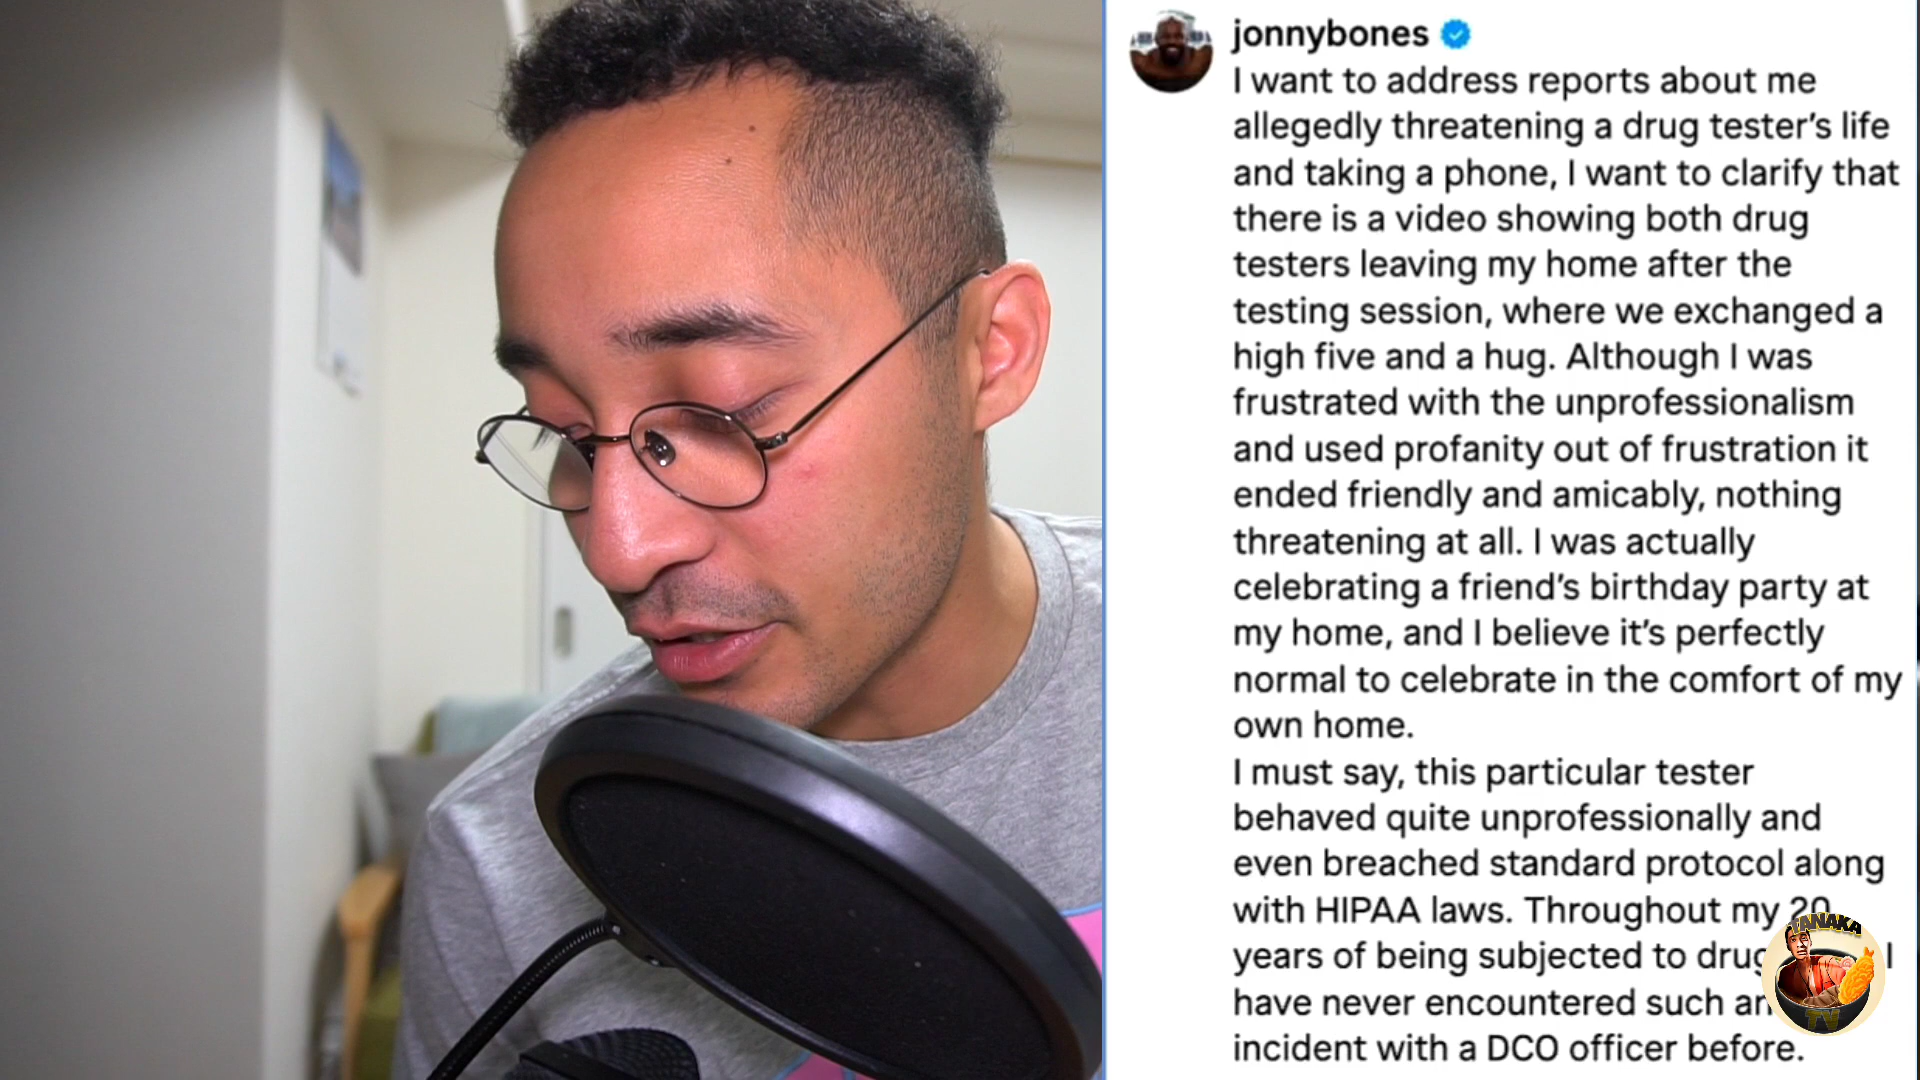 jonnybones
I want to address reports about me
allegedly threatening a drug tester’s life
and taking a phone, I want to clarify that
there is a video showing both drug
testers leaving my home after the
testing session, where we exchanged a
high five and a hug. Although I was
frustrated with the unprofessionalism
and used profanity out of frustration it
ended friendly and amicably, nothing
threatening at all. I was actually
celebrating a friend’s birthday party at
my home, and I believe it’s perfectly
normal to celebrate in the comfort of my
own home.
I must say, this particular tester
behaved quite unprofessionally and
even breached standard protocol along
with HIPAA laws. Throughout my 20
years of being subjected to drug I
have never encountered such an
incident with a DCO officer before.
TANAKA
TV